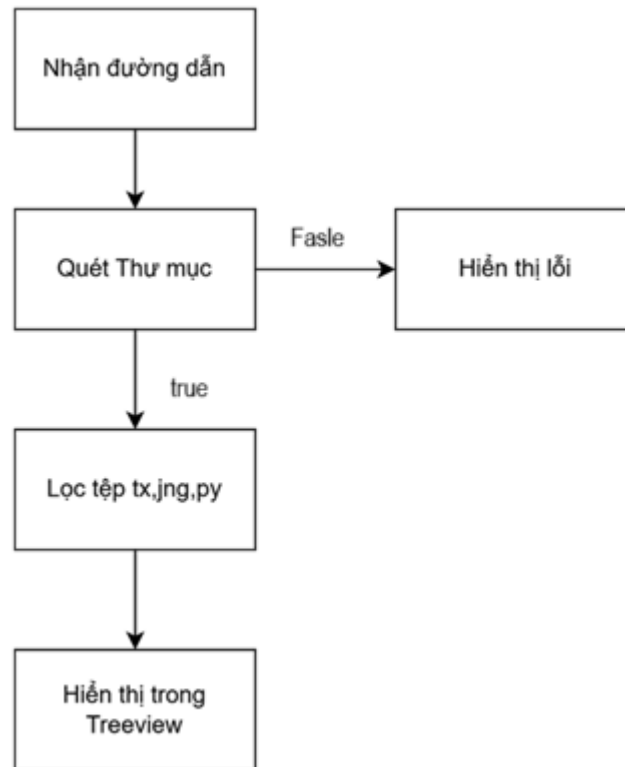 Nhận đường dẫn
Quét Thư mục
Fasle
Hiển thị lỗi
true
Lọc tệp tx,jng,py
Hiển thị trong
Treeview